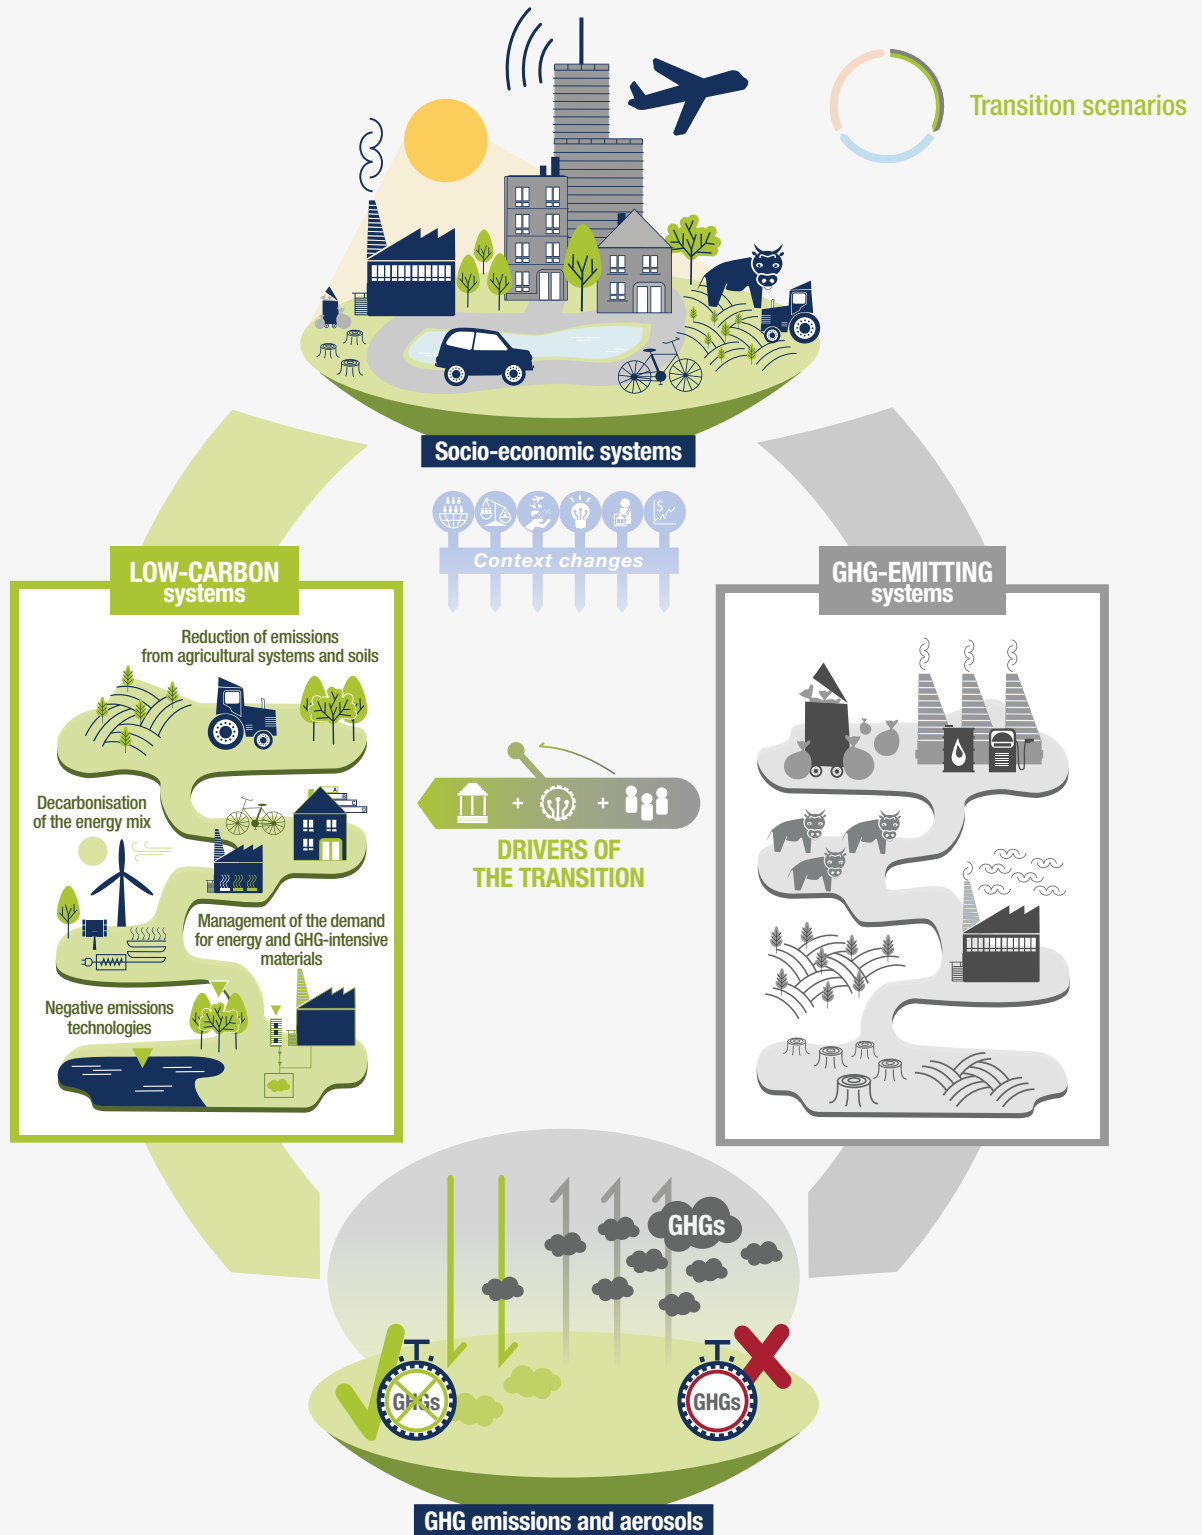 Transition scenarios
Socio-economic systems
Context changes
LOW-CARBON
systems
GHG-EMITTING
systems
Reduction of emissions
from agricultural systems and soils
Decarbonisation
of the energy mix
Management of the demand
for energy and GHG-intensive
materials
Negative emissions
technologies
A
B
C
D
$
+ +
DRIVERS OF
THE TRANSITION
GHGs
GHGs
GHGs
GHG emissions and aerosols